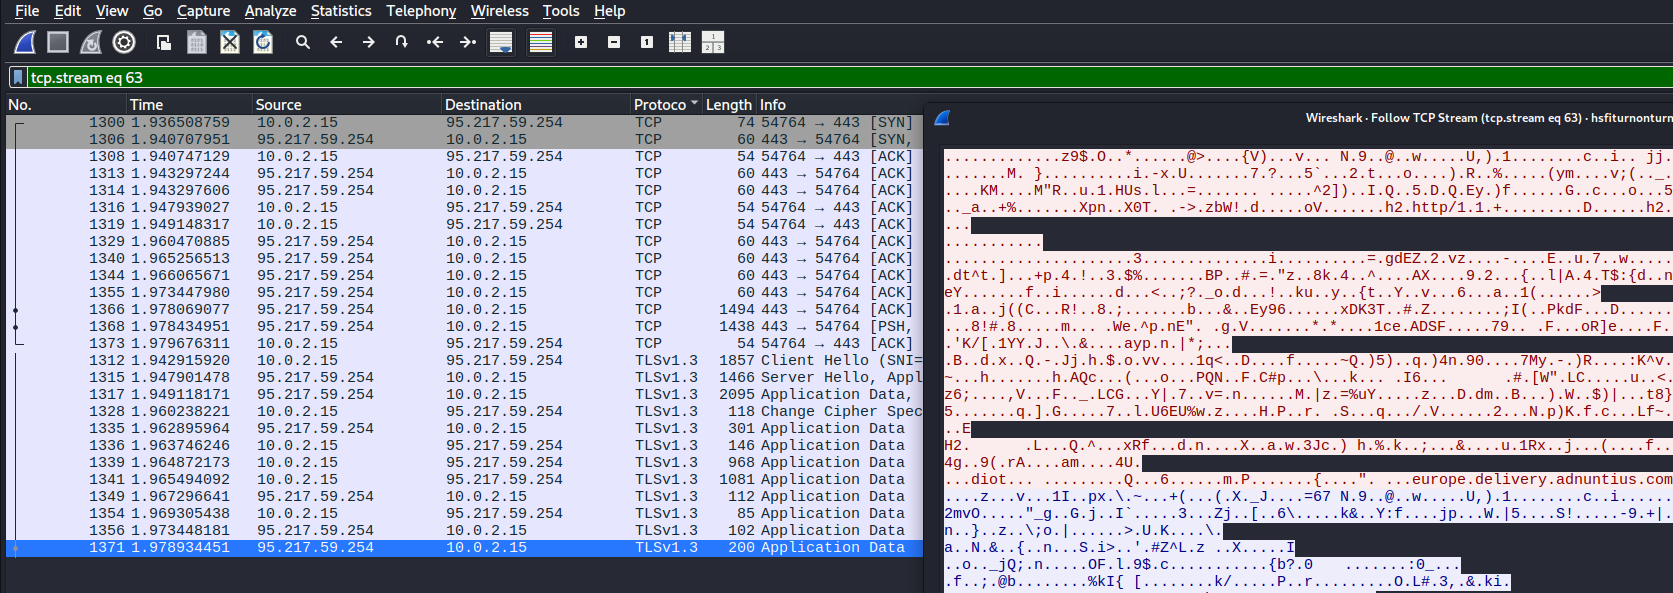 File Edit View Go Capture Analyze Statistics Telephony Wireless Tools Help
tcp.stream eq 63
No. Time Source Destination Protoco Length Info
1300 1.936508759 10.0.2.15 95.217.59.254 TCP 74 54764 → 443 [SYN]
1306 1.940707951 95.217.59.254 10.0.2.15 TCP 60 443 → 54764 [SYN,
1308 1.940747129 10.0.2.15 95.217.59.254 TCP 54 54764 → 443 [ACK]
1313 1.943297244 95.217.59.254 10.0.2.15 TCP 60 443 → 54764 [ACK]
1314 1.943297606 95.217.59.254 10.0.2.15 TCP 60 443 → 54764 [ACK]
1316 1.947939027 10.0.2.15 95.217.59.254 TCP 54 54764 → 443 [ACK]
1319 1.949148317 10.0.2.15 95.217.59.254 TCP 54 54764 → 443 [ACK]
1329 1.960470885 95.217.59.254 10.0.2.15 TCP 60 443 → 54764 [ACK]
1340 1.965256513 95.217.59.254 10.0.2.15 TCP 60 443 → 54764 [ACK]
1344 1.966065671 95.217.59.254 10.0.2.15 TCP 60 443 → 54764 [ACK]
1355 1.973447980 95.217.59.254 10.0.2.15 TCP 60 443 → 54764 [ACK]
1366 1.978069077 95.217.59.254 10.0.2.15 TCP 1494 443 → 54764 [ACK]
1368 1.978434951 95.217.59.254 10.0.2.15 TCP 1438 443 → 54764 [PSH,
1373 1.979676311 10.0.2.15 95.217.59.254 TCP 54 54764 → 443 [ACK]
1312 1.942915920 10.0.2.15 95.217.59.254 TLSv1.3 1857 Client Hello (SNI=
1315 1.947901478 95.217.59.254 10.0.2.15 TLSv1.3 1466 Server Hello, Appl
1317 1.949118171 95.217.59.254 10.0.2.15 TLSv1.3 2095 Application Data,
1328 1.960238221 10.0.2.15 95.217.59.254 TLSv1.3 118 Change Cipher Spec
1335 1.962895964 95.217.59.254 10.0.2.15 TLSv1.3 301 Application Data
1336 1.963746246 10.0.2.15 95.217.59.254 TLSv1.3 146 Application Data
1339 1.964872173 10.0.2.15 95.217.59.254 TLSv1.3 968 Application Data
1341 1.965494092 10.0.2.15 95.217.59.254 TLSv1.3 1081 Application Data
1349 1.967296641 95.217.59.254 10.0.2.15 TLSv1.3 112 Application Data
1354 1.969305438 10.0.2.15 95.217.59.254 TLSv1.3 85 Application Data
1356 1.973448181 95.217.59.254 10.0.2.15 TLSv1.3 102 Application Data
1371 1.978934451 95.217.59.254 10.0.2.15 TLSv1.3 200 Application Data
Wireshark · Follow TCP Stream (tcp.stream eq 63) · hsfiturnonturn
.............z9$.O..*......@>....{V)...v... N.9..@..w.....U,).1........c..i.. jj.
.......M. }..........i.-x.U.......7.?...5`...2.t...o....).R..%.....(ym....v;(.._.
....KM....M"R..u.1.HUs.l...=....... .....^2])..I.Q..5.D.Q.Ey.)f......G..c...o...5
.._a..+%.......Xpn..X0T. .->.zbW!.d.....oV.......h2.http/1.1.+.........D......h2.
...
...........
.....................3..............i..........=.gdEZ.2.vz....-....E..u.7..w.....
.dt^t.]...+p.4.!..3.$%.......BP..#.=."z..8k.4..^....AX....9.2...{..l|A.4.T$:{d..n
eY.......f..i......d...<..;?._o.d...!..ku..y..{t..Y..v...6...a..1(......>
.1.a..j((C...R!..8.;.......b...&..Ey96......xDK3T..#.Z........;I(..PkdF...D......
...8!#.8.....m... .We.^p.nE". .g.V.......*.*....1ce.ADSF.....79.. .F...oR]e....F.
.'K/[.1YY.J..\.&....ayp.n.|*;...
.B..d.x..Q.-.Jj.h.$.o.vv....1q<..D....f.....~Q.)5)..q.)4n.90....7My.-.)R....:K^v.
~...h.......h.AQc...(...o...PQN..F.C#p...\...k... .I6... .#.[W".LC.....u..<.
z6;....,V...F.._.LCG...Y|.7..v=.n......M.|z.=%uY.....z...D.dm..B...).W..$)|...t8}
5.......q.].G.....7..l.U6EU%w.z....H.P..r...S...q.../.V......2...N.p)K.f.c...Lf~.
..E
H2. .L...Q.^...xRf...d.n....X..a.w.3Jc.) h.%.k..;...&....u.1Rx..j...(....f...
4g..9(.rA....am....4U.
...diot... .........Q...6......m.P.......{....". ...europe.delivery.adnuntius.com
....z...v...1I..px.\.~...+(...(.X._J....=67 N.9..@..w.....U,).1........c..i......
2mvO....."_g..G.j..I`.....3...Zj..[..6\.....k&..Y:f....jp...W.|5....S!.....-9.+|.
n..}..z..\;o.|......>.U.K....\.
a..N.&..{..n...S.i>..'.#Z^L.z ..X.....I
..o.._jQ;.n.....OF.l.9$.c...........{b?.0 .......:0_...
.f..;.@b........%kI{ [........k/.....P..r.........O.L#.3,.&.ki.